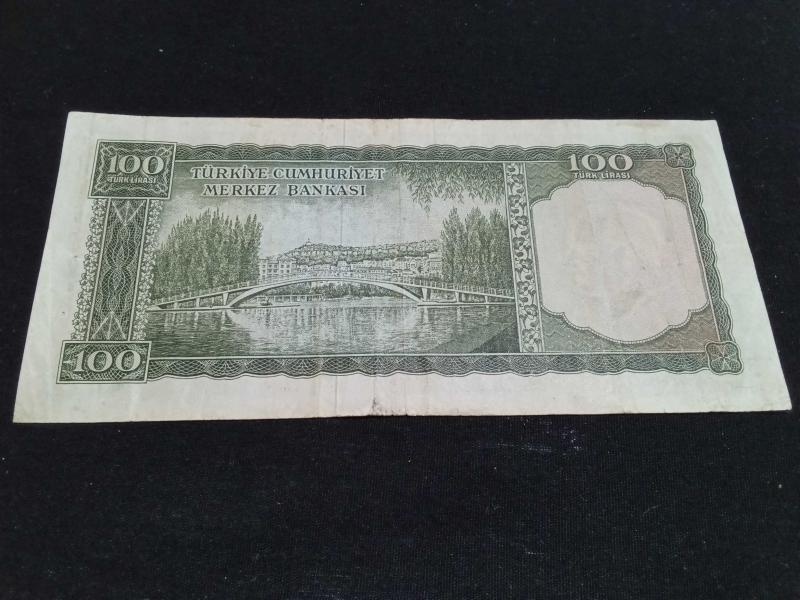 100
TÜRK LİRASI
TÜRKİYE CUMHURİYET
MERKEZ BANKASI
100
TÜRK LİRASI
100